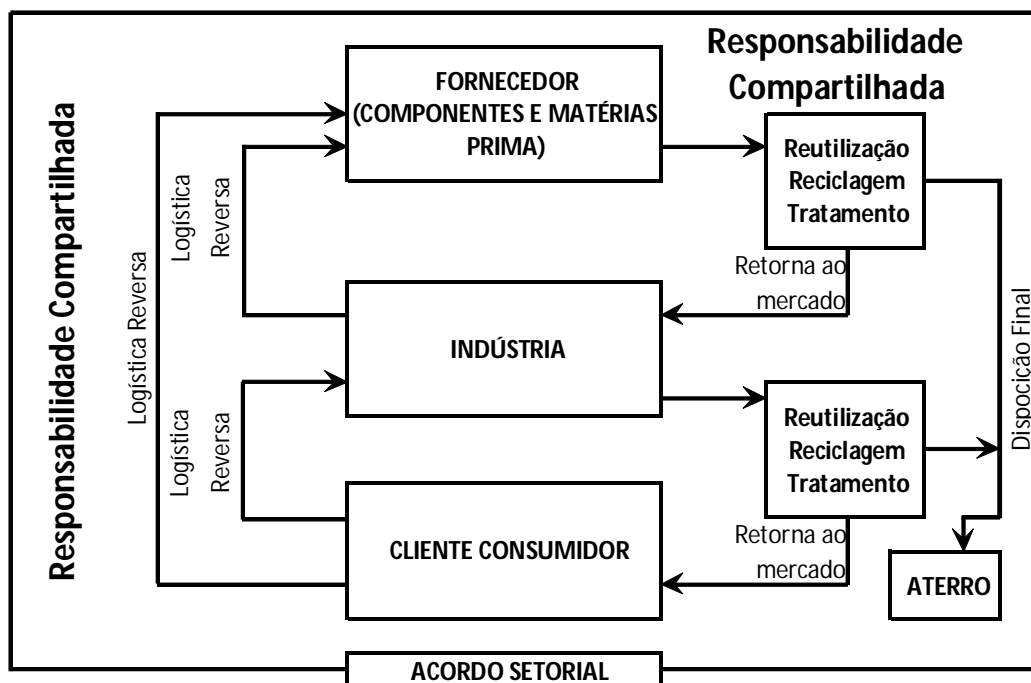 Responsabilidade
Compartilhada
Responsabilidade Compartilhada
FORNECEDOR
(COMPONENTES E MATÉRIAS
PRIMA)
Reutilização
Reciclagem
Tratamento
Logística
Reversa
Logística Reversa
Retorna ao
mercado
INDÚSTRIA
Disposicição Final
Logística
Reversa
Reutilização
Reciclagem
Tratamento
CLIENTE CONSUMIDOR
Retorna ao
mercado
ATERRO
ACORDO SETORIAL